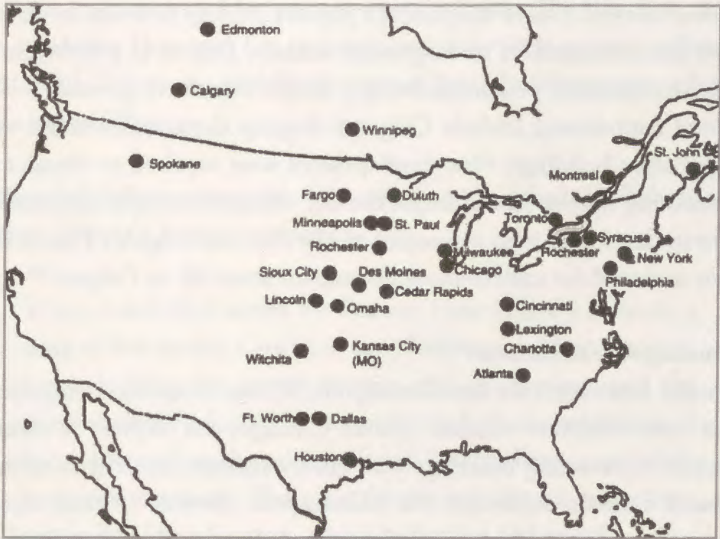 Edmonton
Calgary
Winnipeg
Spokane
St. John
Montreal
Fargo
Duluth
Toronto
Minneapolis
St. Paul
Syracuse
Rochester
Rochester
Milwaukee
New York
Chicago
Sioux City
Des Moines
Philadelphia
Cedar Rapids
Lincoln
Omaha
Cincinnati
Lexington
Kansas City
(MO)
Charlotte
Witchita
Atlanta
Ft. Worth
Dallas
Houston